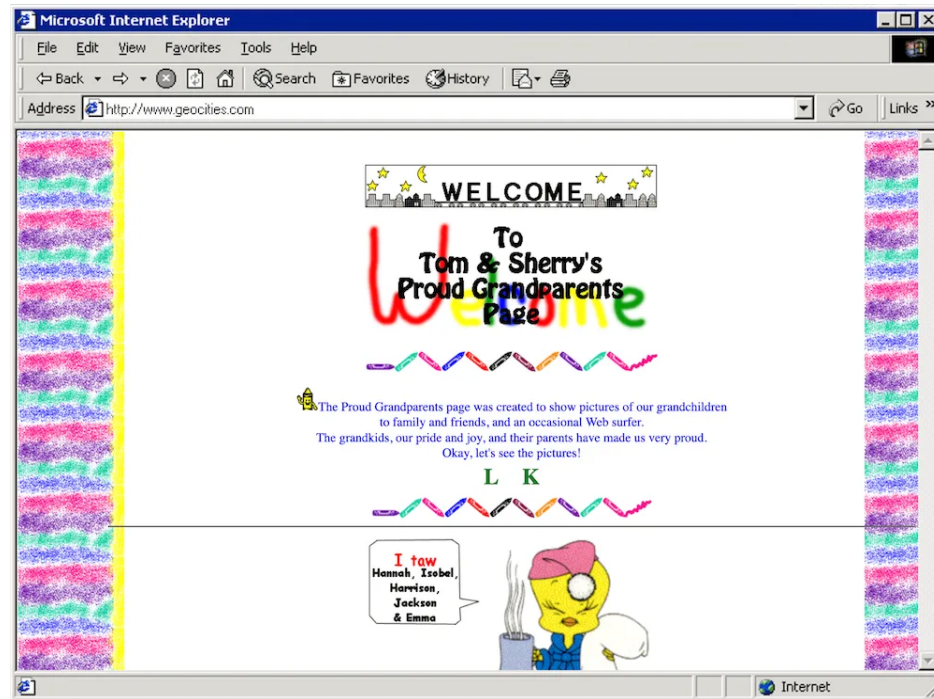 Microsoft Internet Explorer
File Edit View Favorites Tools Help
Back Search Favorites History
Address http://www.geocities.com Go Links »
WELCOME
Welcome
To
Tom & Sherry's
Proud Grandparents
Page
The Proud Grandparents page was created to show pictures of our grandchildren
to family and friends, and an occasional Web surfer.
The grandkids, our pride and joy, and their parents have made us very proud.
Okay, let's see the pictures!
L K
I taw
Hannah, Isobel,
Harrison,
Jackson
& Emma
Internet